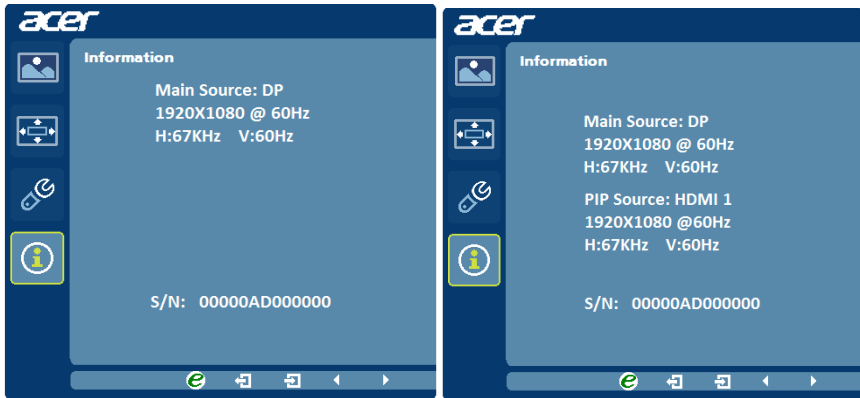 acer
Information
Main Source: DP
1920X1080 @ 60Hz
H:67KHz V:60Hz
S/N: 00000AD000000
acer
Information
Main Source: DP
1920X1080 @ 60Hz
H:67KHz V:60Hz
PIP Source: HDMI 1
1920X1080 @60Hz
H:67KHz V:60Hz
S/N: 00000AD000000